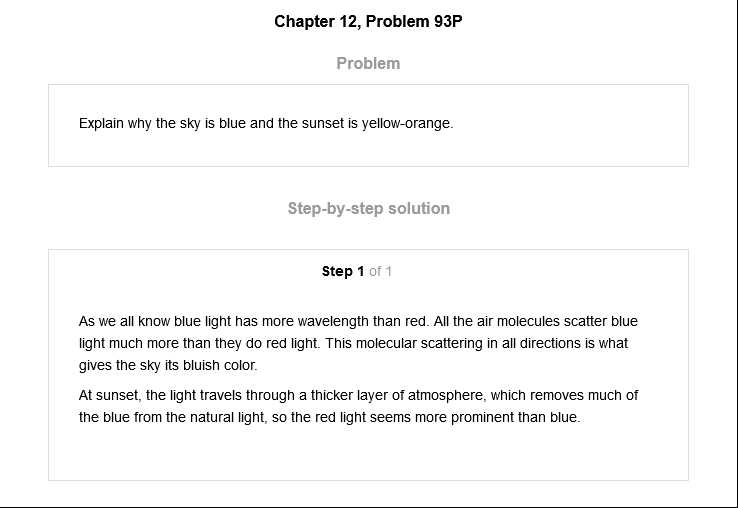 Chapter 12, Problem 93P
Problem
Explain why the sky is blue and the sunset is yellow-orange.
Step-by-step solution
Step 1 of 1
As we all know blue light has more wavelength than red. All the air molecules scatter blue
light much more than they do red light. This molecular scattering in all directions is what
gives the sky its bluish color.
At sunset, the light travels through a thicker layer of atmosphere, which removes much of
the blue from the natural light, so the red light seems more prominent than blue.